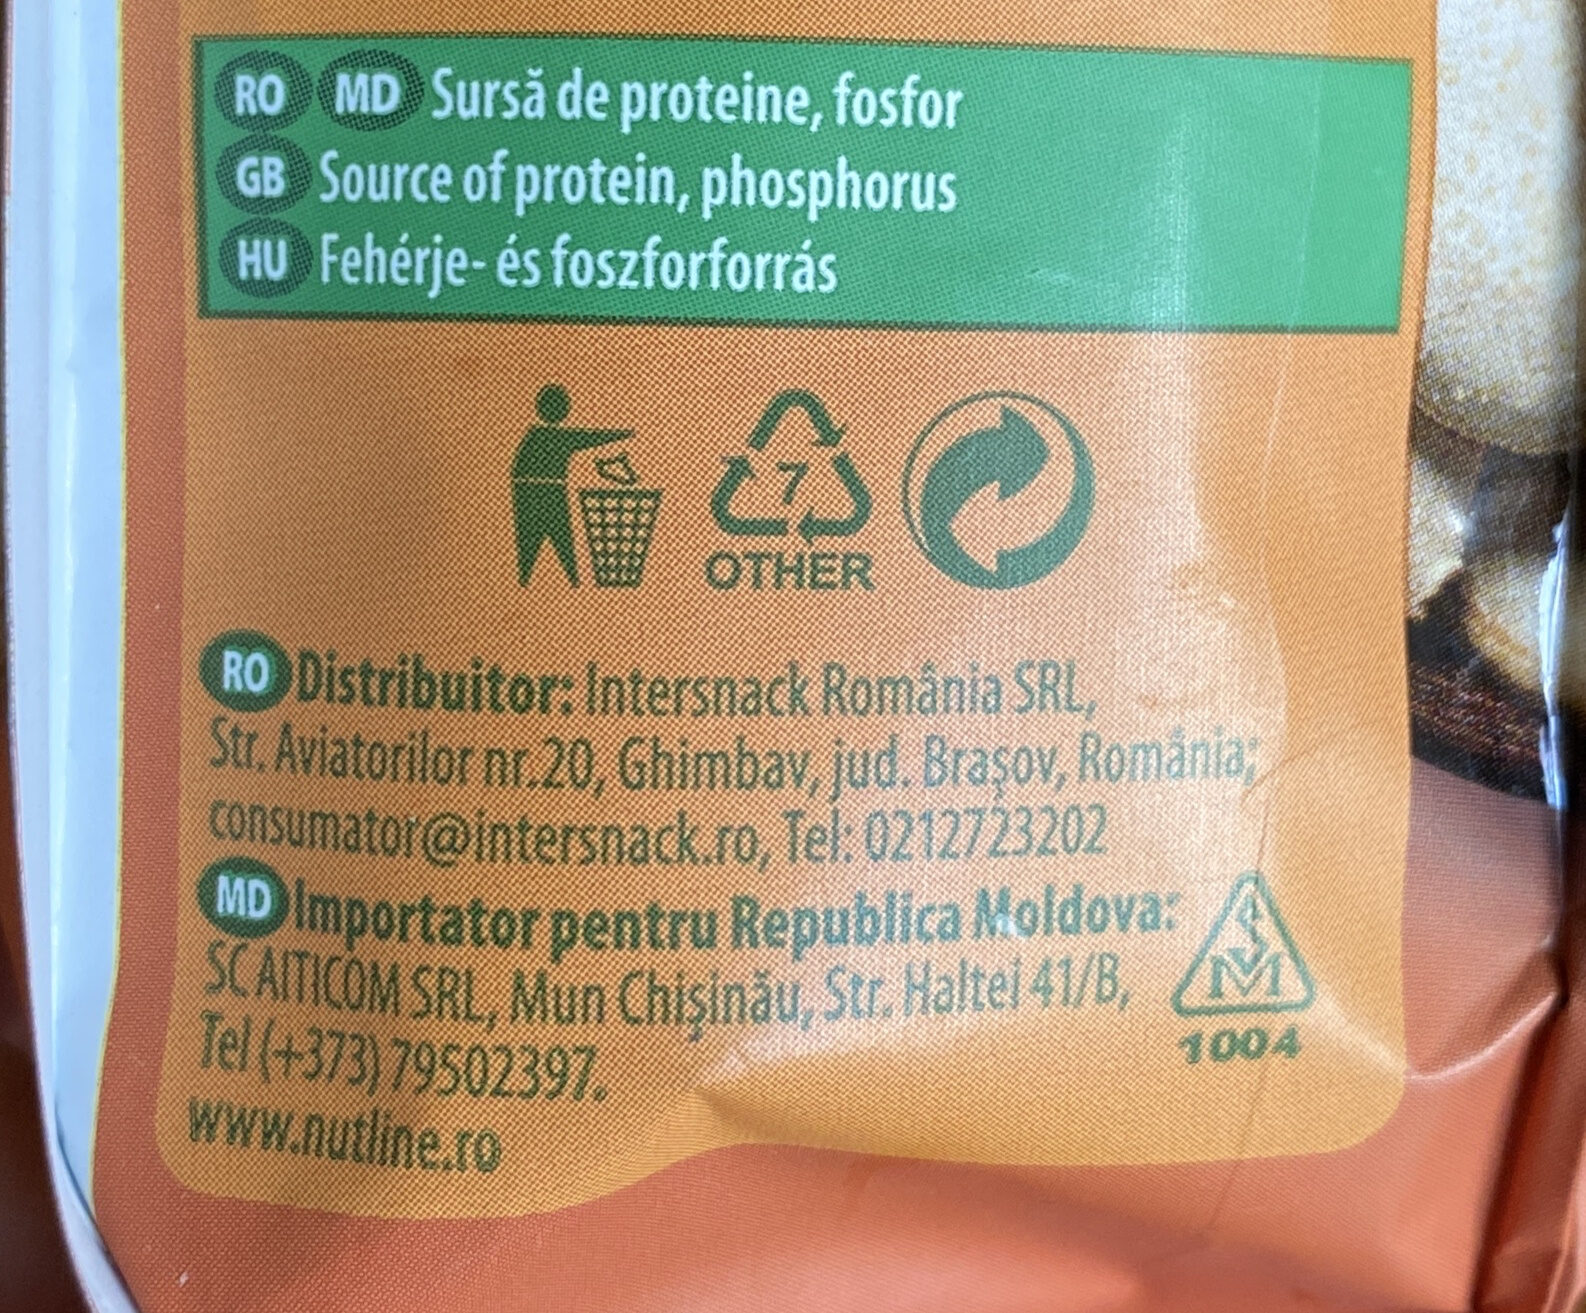 RO MD Sursă de proteine, fosfor
GB Source of protein, phosphorus
HU Fehérje- és foszforforrás
7
OTHER
RO Distribuitor: Intersnack România SRL,
Str. Aviatorilor nr.20, Ghimbav, jud. Brașov, România;
consumator@intersnack.ro, Tel: 0212723202
MD Importator pentru Republica Moldova:
SC AITICOM SRL, Mun Chișinău, Str. Haltei 41/B,
Tel (+373) 79502397.
www.nutline.ro
SM
1004